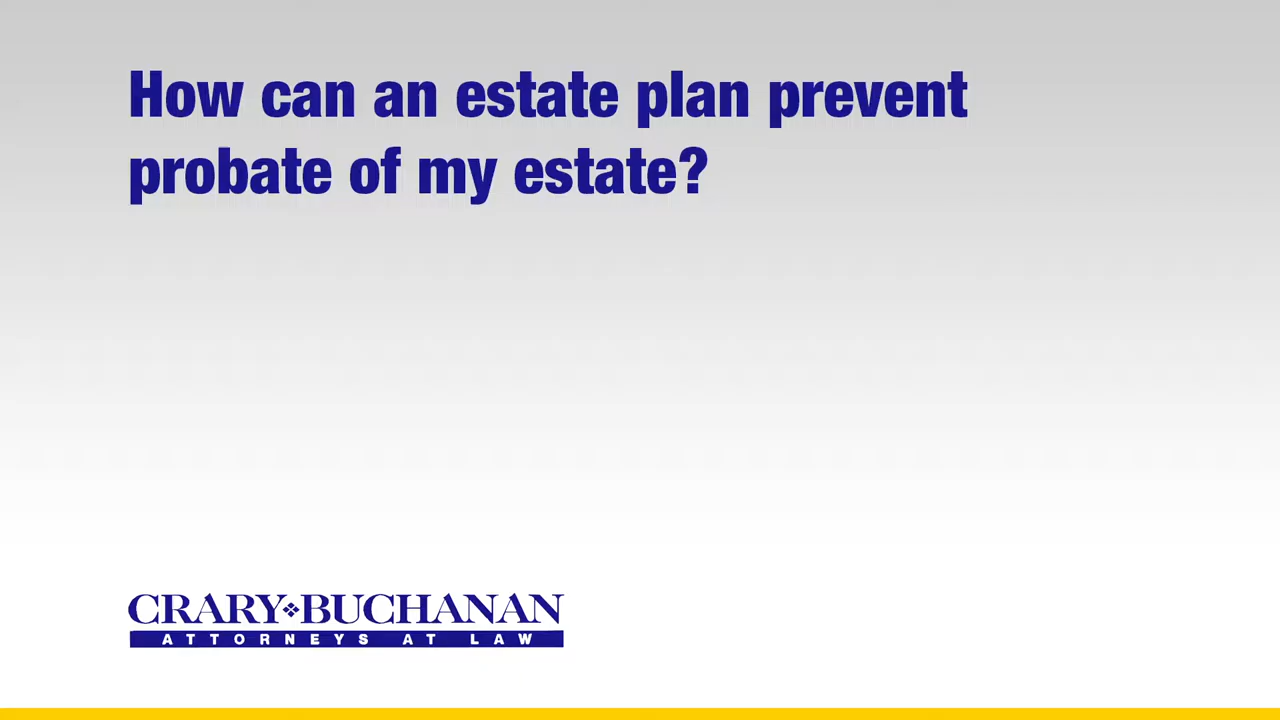 How can an estate plan prevent
probate of my estate?
CRARY❖BUCHANAN
ATTORNEYS AT LAW